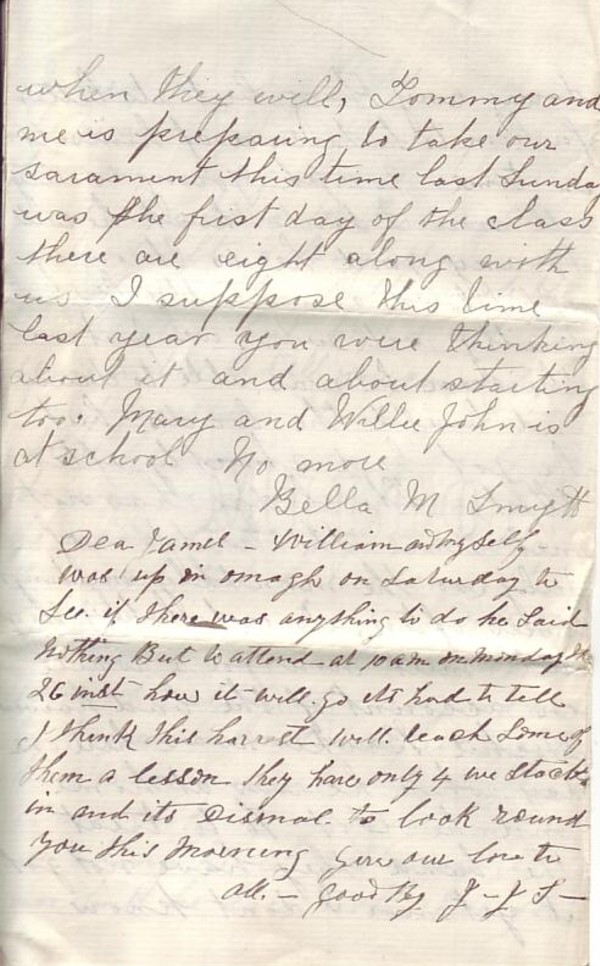 when they will, Tommy and
me is preparing to take our
sarament this time last Sunday
was the first day of the class
there are eight along with
us I suppose this time
last year you were thinking
about it and about starting
too. Mary and Willie John is
at school No more
Bella M Smyth
Dea James - William and myself
was up in omagh on Saturday to
See if there was anything to do he Said
Nothing But to attend at 10 am on Monday the
26 inst how it will go its had to tell
I think this harvest will teach Some of
them a lesson they have only 4 wee Stacks
in and its Dismal to look round
you this Morning give our love to
all. - good By J - J S -